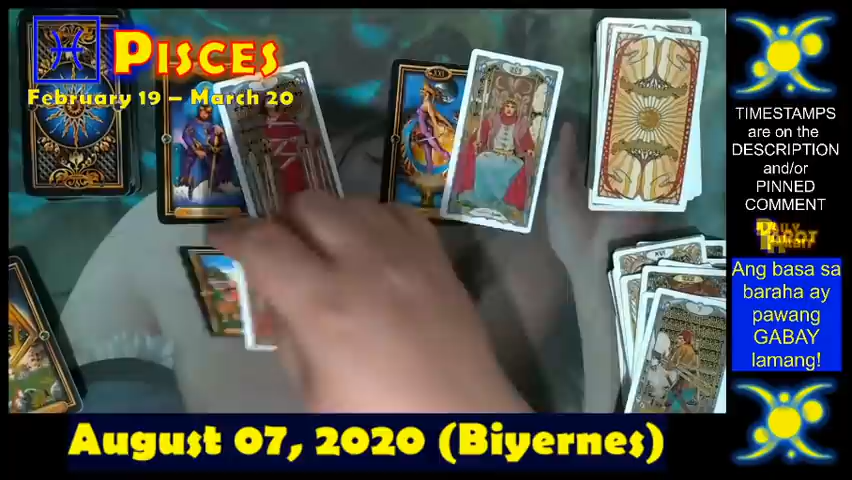 PISCES
February 19 – March 20
XXI
TIMESTAMPS
are on the
DESCRIPTION
and/or
PINNED
COMMENT
Ang basa sa
baraha ay
pawang
GABAY
lamang!
August 07, 2020 (Biyernes)